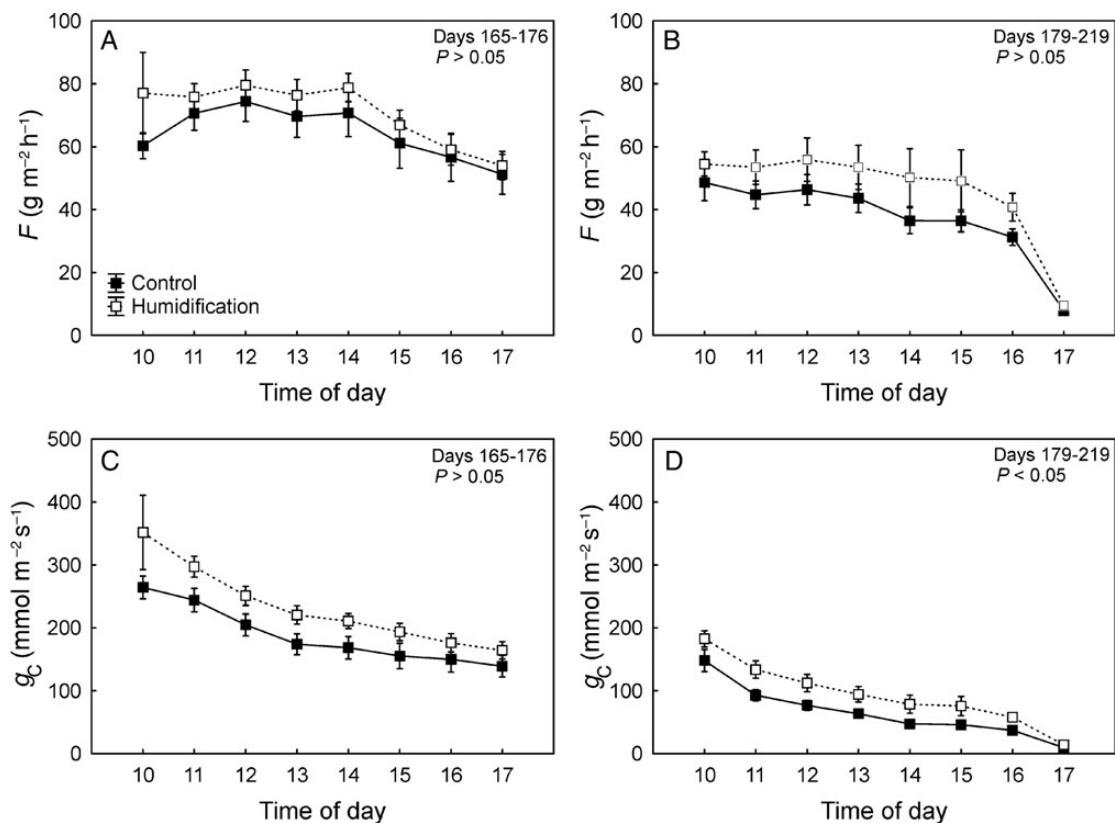 A
Days 165-176
P > 0.05
100
80
60
40
20
0
F (g m⁻² h⁻¹)
Control
Humidification
10 11 12 13 14 15 16 17
Time of day
B
Days 179-219
P > 0.05
100
80
60
40
20
0
F (g m⁻² h⁻¹)
10 11 12 13 14 15 16 17
Time of day
C
Days 165-176
P > 0.05
500
400
300
200
100
0
g_C (mmol m⁻² s⁻¹)
10 11 12 13 14 15 16 17
Time of day
D
Days 179-219
P < 0.05
500
400
300
200
100
0
g_C (mmol m⁻² s⁻¹)
10 11 12 13 14 15 16 17
Time of day